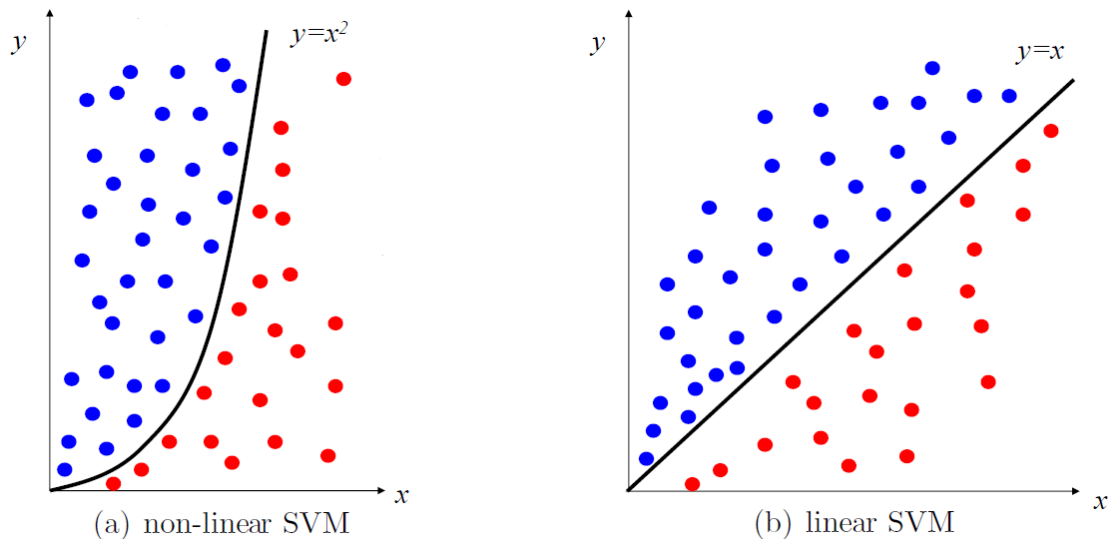 y
y=x²
x
(a) non-linear SVM
y
y=x
x
(b) linear SVM